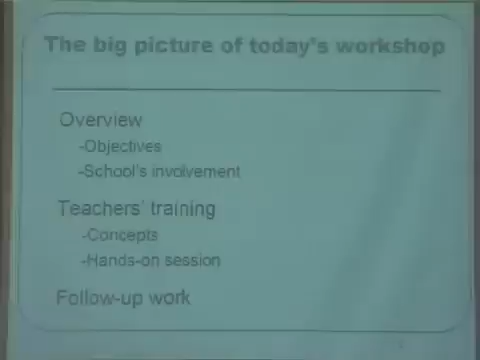 The big picture of today's workshop
Overview
-Objectives
-School's involvement
Teachers' training
-Concepts
-Hands-on session
Follow-up work